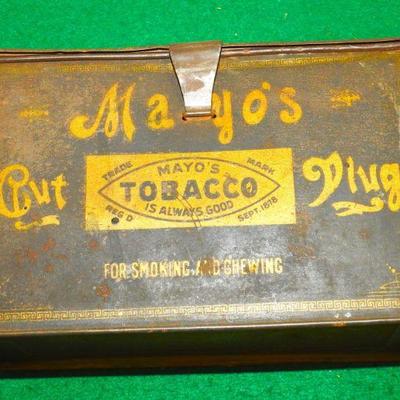 Mayo's
Cut Plug
TRADE MARK
MAYO'S
TOBACCO
IS ALWAYS GOOD
REG'D SEPT. 1878
FOR SMOKING AND CHEWING